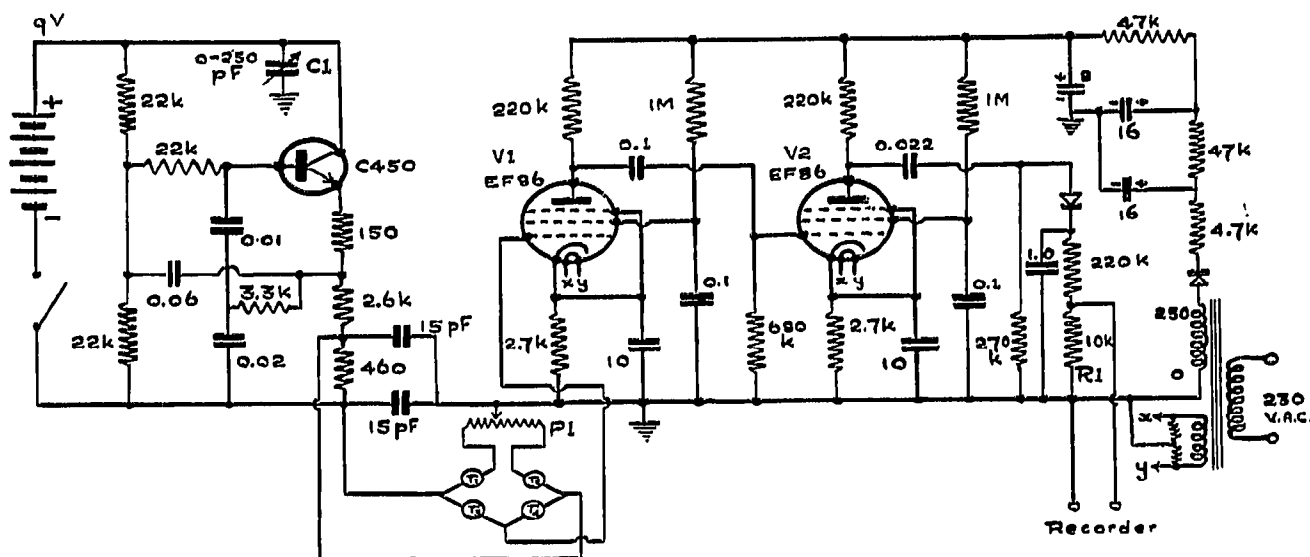 9V
0-250
pF
C1
22k
22k
C450
0.01
150
0.06
3.3k
2.6k
22k
0.02
460
15pF
15pF
+
-
220k
1M
V1
EF86
0.1
xy
0.1
2.7k
10
680
k
P1
T1
220k
1M
V2
EF86
0.022
xy
0.1
2.7k
10
270
k
1.0
220k
10k
R1
47k
8
16
47k
16
4.7k
250
0
230
V.A.C.
x
y
Recorder